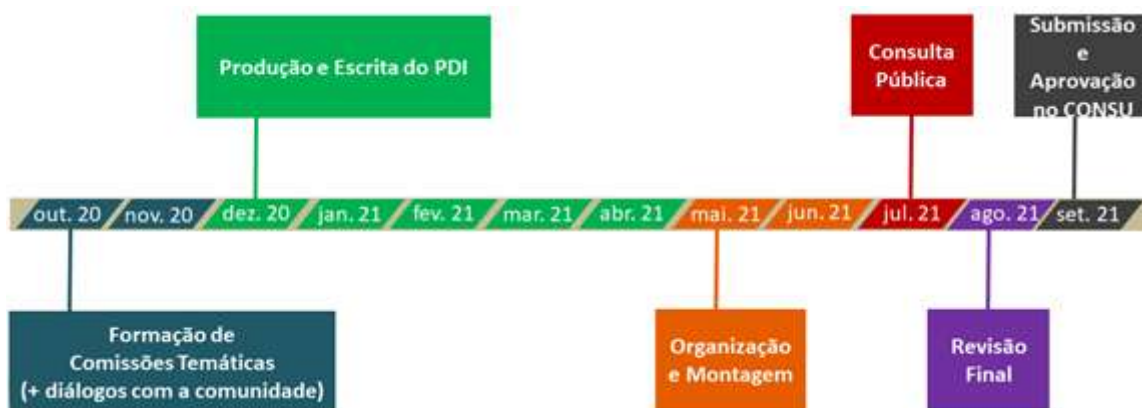 Produção e Escrita do PDI
Consulta
Pública
Submissão
e
Aprovação
no CONSU
out. 20 nov. 20 dez. 20 jan. 21 fev. 21 mar. 21 abr. 21 mai. 21 jun. 21 jul. 21 ago. 21 set. 21
Formação de
Comissões Temáticas
(+ diálogos com a comunidade)
Organização
e Montagem
Revisão
Final